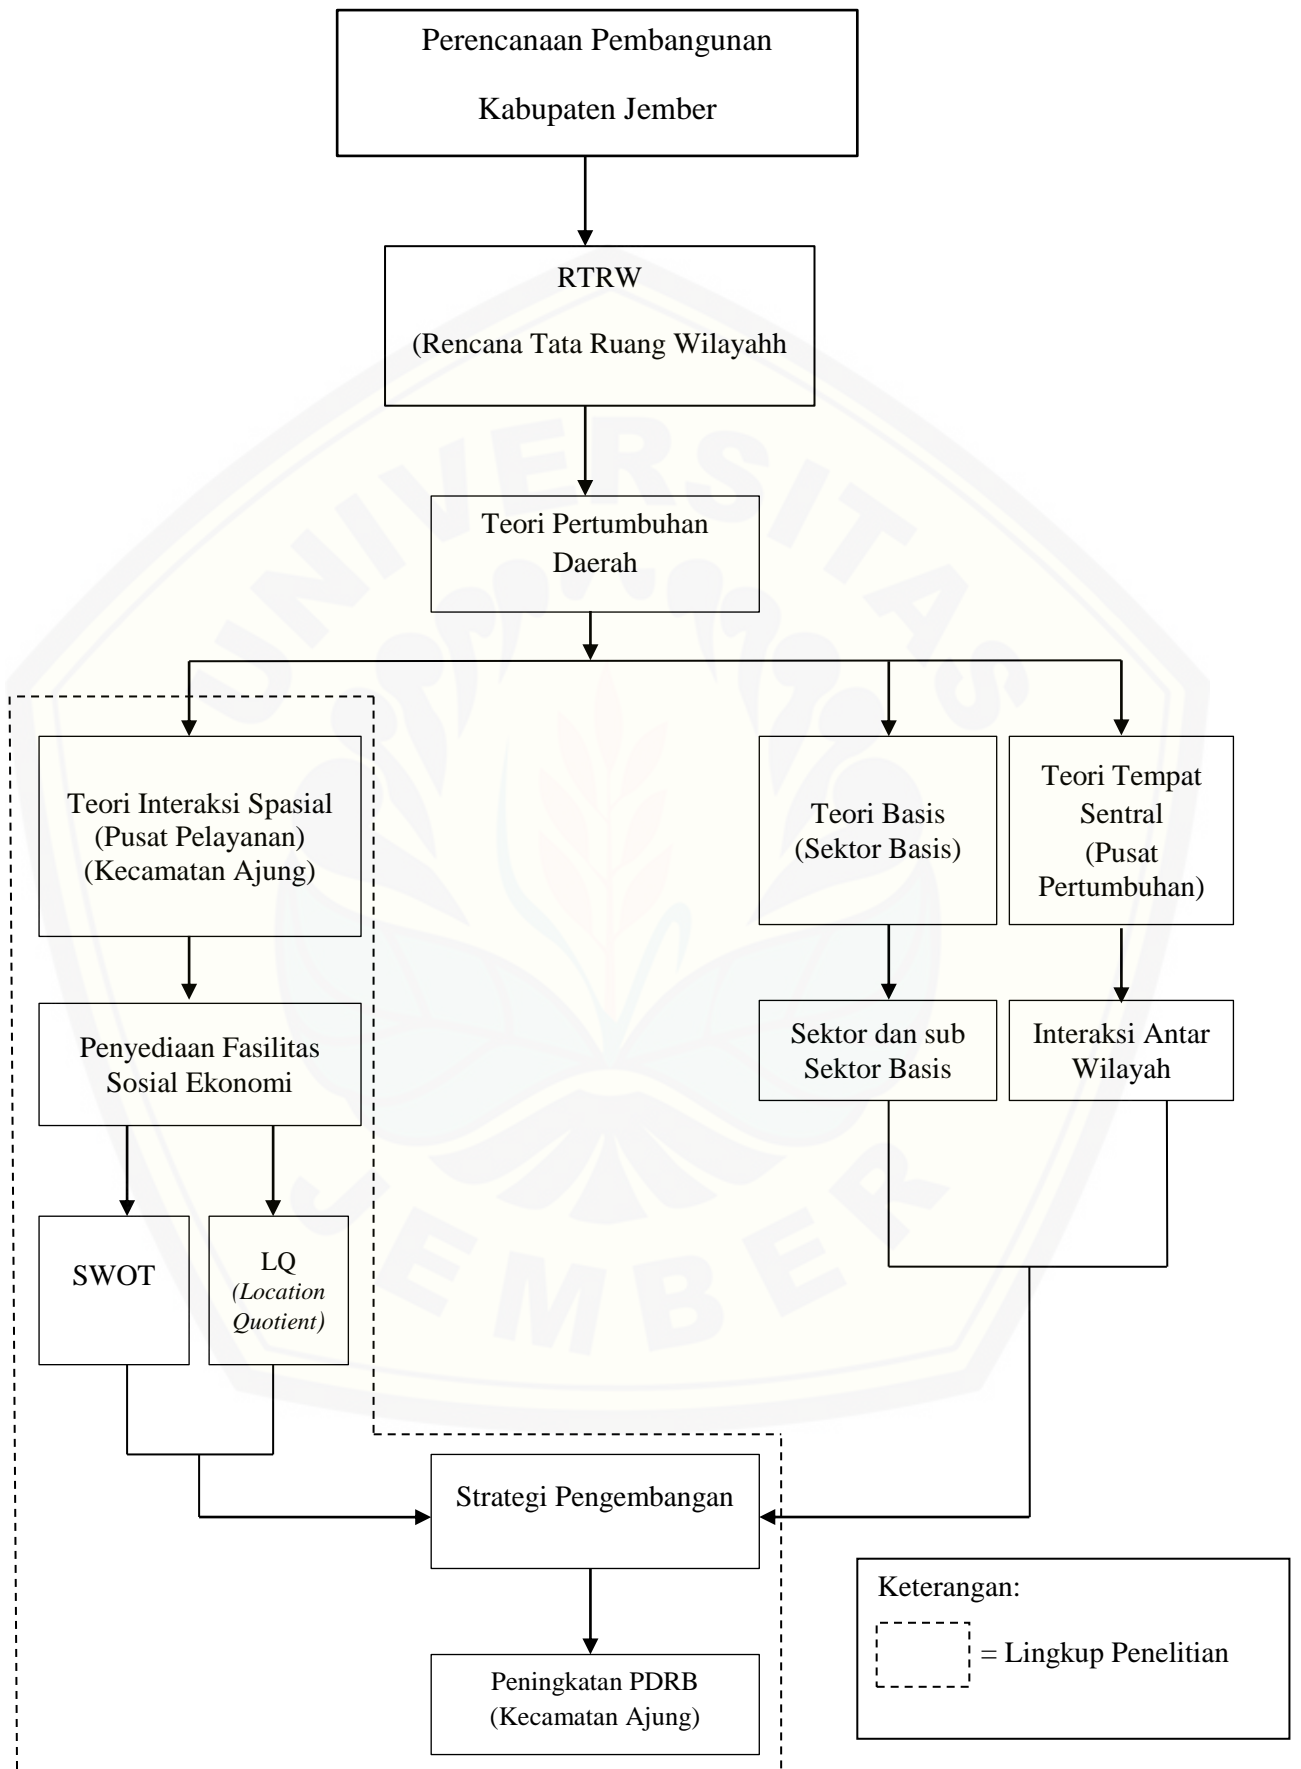 Perencanaan Pembangunan
Kabupaten Jember
RTRW
(Rencana Tata Ruang Wilayahh
Teori Pertumbuhan
Daerah
Teori Interaksi Spasial
(Pusat Pelayanan)
(Kecamatan Ajung)
Teori Basis
(Sektor Basis)
Teori Tempat
Sentral
(Pusat
Pertumbuhan)
Penyediaan Fasilitas
Sosial Ekonomi
Sektor dan sub
Sektor Basis
Interaksi Antar
Wilayah
SWOT
LQ
(Location
Quotient)
Strategi Pengembangan
Peningkatan PDRB
(Kecamatan Ajung)
Keterangan:
= Lingkup Penelitian
UNIVERSITAS
JEMBER